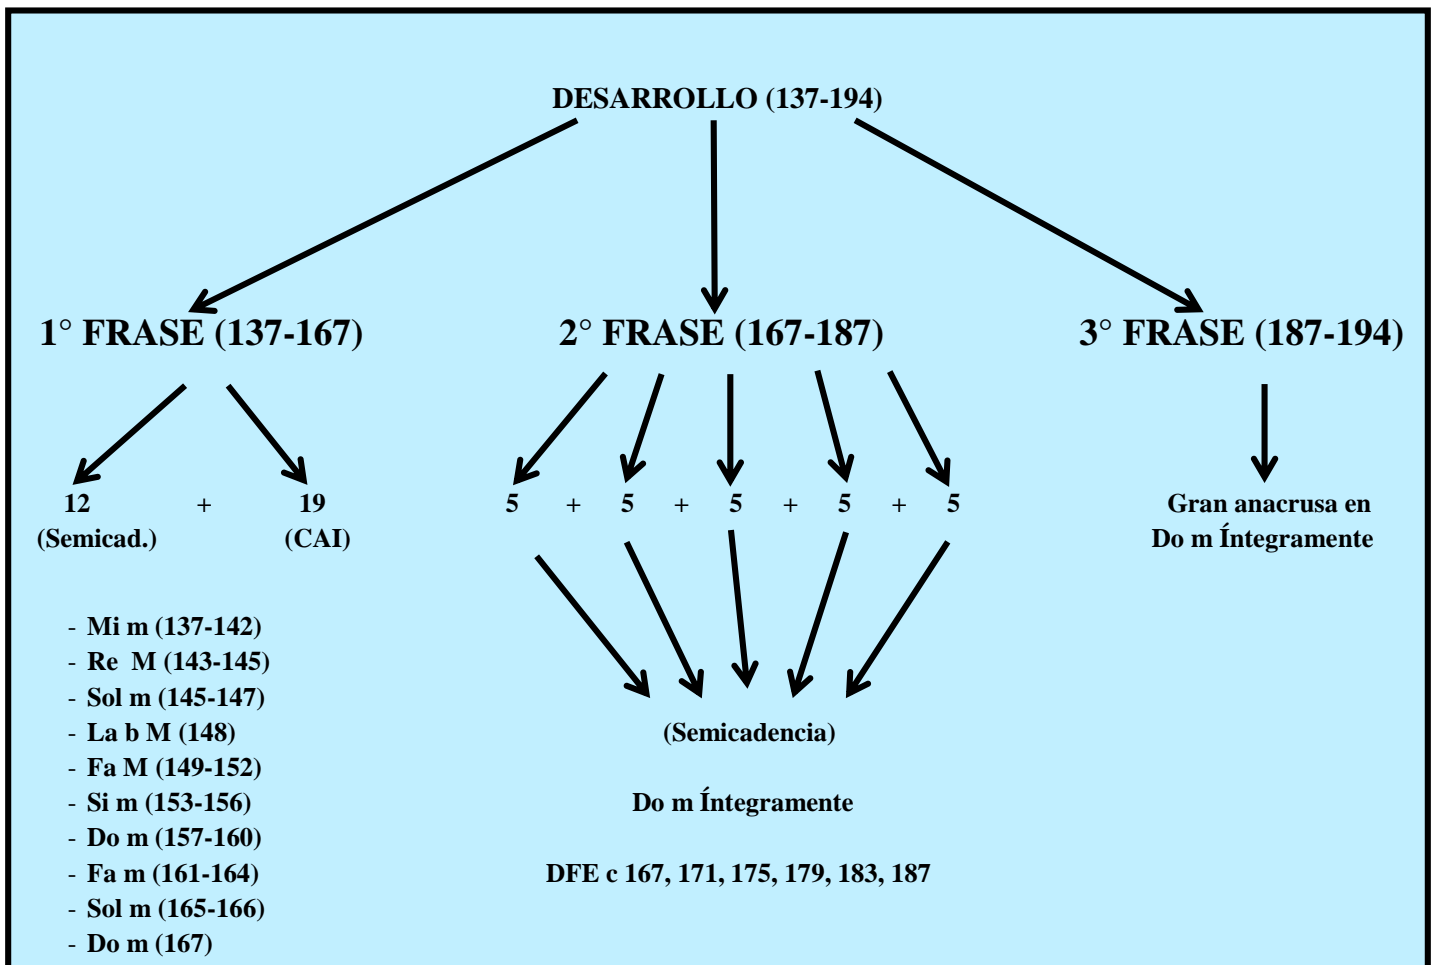 DESARROLLO (137-194)
1° FRASE (137-167)
2° FRASE (167-187)
3° FRASE (187-194)
12 + 19
(Semicad.) (CAI)
- Mi m (137-142)
- Re M (143-145)
- Sol m (145-147)
- La b M (148)
- Fa M (149-152)
- Si m (153-156)
- Do m (157-160)
- Fa m (161-164)
- Sol m (165-166)
- Do m (167)
5 + 5 + 5 + 5 + 5
(Semicadencia)
Do m Íntegramente
DFE c 167, 171, 175, 179, 183, 187
Gran anacrusa en
Do m Íntegramente